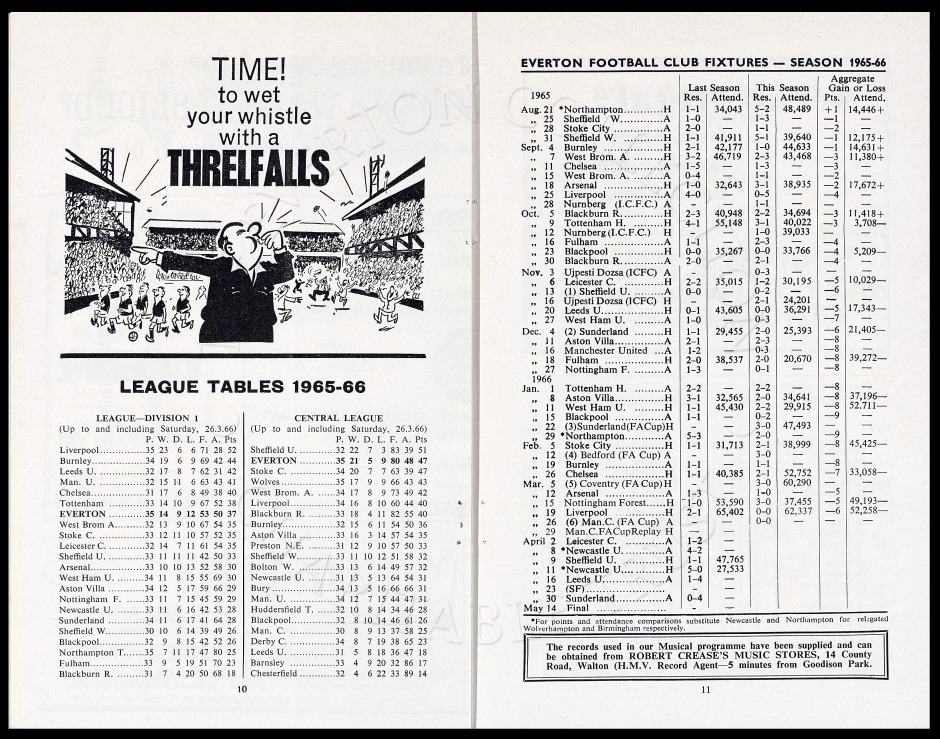 TIME!
to wet
your whistle
with a
THRELFALLS
LEAGUE TABLES 1965-66
LEAGUE—DIVISION 1
(Up to and including Saturday, 26.3.66)
P. W. D. L. F. A. Pts
Liverpool 35 23 6 6 71 28 52
Burnley 34 19 6 9 69 42 44
Leeds U. 32 17 8 7 62 31 42
Man. U. 32 15 11 6 63 43 41
Chelsea 31 17 6 8 49 38 40
Tottenham 33 14 10 9 67 52 38
EVERTON 35 14 9 12 53 50 37
West Brom A. 32 13 9 10 67 54 35
Stoke C. 33 12 11 10 57 52 35
Leicester C. 32 14 7 11 61 54 35
Sheffield U. 33 11 11 11 42 50 33
Arsenal 33 10 10 13 52 58 30
West Ham U. 34 11 8 15 55 69 30
Aston Villa 34 12 5 17 59 66 29
Nottingham F. 33 11 7 15 45 59 29
Newcastle U. 33 11 6 16 42 53 28
Sunderland 34 11 6 17 41 64 28
Sheffield W. 30 10 6 14 39 49 26
Blackpool 32 9 8 15 42 52 26
Northampton T. 35 7 11 17 47 80 25
Fulham 33 9 5 19 51 70 23
Blackburn R. 31 7 4 20 50 68 18
CENTRAL LEAGUE
(Up to and including Saturday, 26.3.66)
P. W. D. L. F. A. Pts
Sheffield U. 32 22 7 3 83 39 51
EVERTON 35 21 5 9 80 48 47
Stoke C. 34 20 7 7 63 39 47
Wolves 35 17 9 9 66 43 43
West Brom. A. 34 17 8 9 73 49 42
Liverpool 34 16 8 10 60 44 40
Blackburn R. 33 18 4 11 82 55 40
Burnley 32 15 6 11 54 50 36
Aston Villa 33 16 3 14 57 54 35
Preston N.E. 31 12 9 10 57 50 33
Sheffield W. 33 11 10 12 51 58 32
Bolton W. 33 13 6 14 49 57 32
Newcastle U. 31 13 5 13 64 54 31
Bury 34 13 5 16 66 66 31
Man. U. 34 12 7 15 44 47 31
Huddersfield T. 32 10 8 14 34 46 28
Blackpool 32 8 10 14 46 61 26
Man. C. 30 8 9 13 37 58 25
Derby C. 34 8 7 19 38 65 23
Leeds U. 31 5 8 18 36 47 18
Barnsley 33 4 9 20 32 86 17
Chesterfield 32 4 6 22 33 89 14
10
EVERTON FOOTBALL CLUB FIXTURES — SEASON 1965-66
Last Season This Season Aggregate Gain or Loss
1965 Res. Attend. Res. Attend. Pts. Attend.
Aug. 21 *Northampton H 1–1 34,043 5–2 48,489 +1 14,446+
„ 25 Sheffield W. A 1–0 — 1–3 — —1 —
„ 28 Stoke City A 2–0 — 1–1 — —2 —
„ 31 Sheffield W. H 1–1 41,911 5–1 39,640 —1 12,175+
Sept. 4 Burnley H 2–1 42,177 1–0 44,633 —1 14,631+
„ 7 West Brom. A. H 3–2 46,719 2–3 43,468 —3 11,380+
„ 11 Chelsea A 1–5 — 1–3 — —3 —
„ 15 West Brom. A. A 0–4 — 1–1 — —2 —
„ 18 Arsenal H 1–0 32,643 3–1 38,935 —2 17,672+
„ 25 Liverpool A 4–0 — 0–5 — —4 —
„ 28 Nurnberg (I.C.F.C.) A 1–1
Oct. 5 Blackburn R. H 2–3 40,948 2–2 34,694 —3 11,418+
„ 9 Tottenham H. H 4–1 55,148 3–1 40,022 —3 3,708—
„ 12 Nurnberg (I.C.F.C.) H - — 1–0 39,033
„ 16 Fulham A 1–1 — 2–3 — —4 —
„ 23 Blackpool H 0–0 35,267 0–0 33,766 —4 5,209—
„ 30 Blackburn R. A 2–0 — 2–1 — —4 —
Nov. 3 Ujpesti Dozsa (ICFC) A - — 0–3 —
„ 6 Leicester C. H 2–2 35,015 1–2 30,195 —5 10,029—
„ 13 (1) Sheffield U. A 0–0 — 0–2 — —6 —
„ 16 Ujpesti Dozsa (ICFC) H - — 2–1 24,201
„ 20 Leeds U. H 0–1 43,605 0–0 36,291 —5 17,343—
„ 27 West Ham U. A 1–0 — 0–3 — —7 —
Dec. 4 (2) Sunderland H 1–1 29,455 2–0 25,393 —6 21,405—
„ 11 Aston Villa A 2–1 — 2–3 — —8 —
„ 16 Manchester United A 1–2 — 0–3 — —8 —
„ 18 Fulham H 2–0 38,537 2–0 20,670 —8 39,272—
„ 27 Nottingham F. A 1–3 — 0–1 — —8 —
1966
Jan. 1 Tottenham H. A 2–2 — 2–2 — —8 —
„ 8 Aston Villa H 3–1 32,565 2–0 34,641 —8 37,196—
„ 11 West Ham U. H 1–1 45,430 2–2 29,915 —8 52,711—
„ 15 Blackpool A 1–1 — 0–2 — —9 —
„ 22 (3)Sunderland(FACup)H - — 3–0 47,493
„ 29 *Northampton A 5–3 — 2–0 — —9 —
Feb. 5 Stoke City H 1–1 31,713 2–1 38,999 —8 45,425—
„ 12 (4) Bedford (FA Cup) A - — 3–0 —
„ 19 Burnley A 1–1 — 1–1 — —8 —
„ 26 Chelsea H 1–1 40,385 2–1 52,752 —7 33,058—
Mar. 5 (5) Coventry (FA Cup) H - — 3–0 60,290
„ 12 Arsenal A 1–3 — 1–0 — —5 —
„ 15 Nottingham Forest H 1–0 53,590 3–0 37,455 —5 49,193—
„ 19 Liverpool H 2–1 65,402 0–0 62,337 —6 52,258—
„ 26 (6) Man.C. (FA Cup) A - — 0–0 —
„ 29 Man.C.FACupReplay H - —
April 2 Leicester C. A 1–2 —
„ 8 *Newcastle U. A 4–2 —
„ 9 Sheffield U. H 1–1 47,765
„ 11 *Newcastle U. H 5–0 27,533
„ 16 Leeds U. A 1–4 —
„ 23 (SF) —
„ 30 Sunderland A 0–4 —
May 14 Final - —
*For points and attendance comparisons substitute Newcastle and Northampton for relegated
Wolverhampton and Birmingham respectively.
The records used in our Musical programme have been supplied and can
be obtained from ROBERT CREASE'S MUSIC STORES, 14 County
Road, Walton (H.M.V. Record Agent—5 minutes from Goodison Park.
11